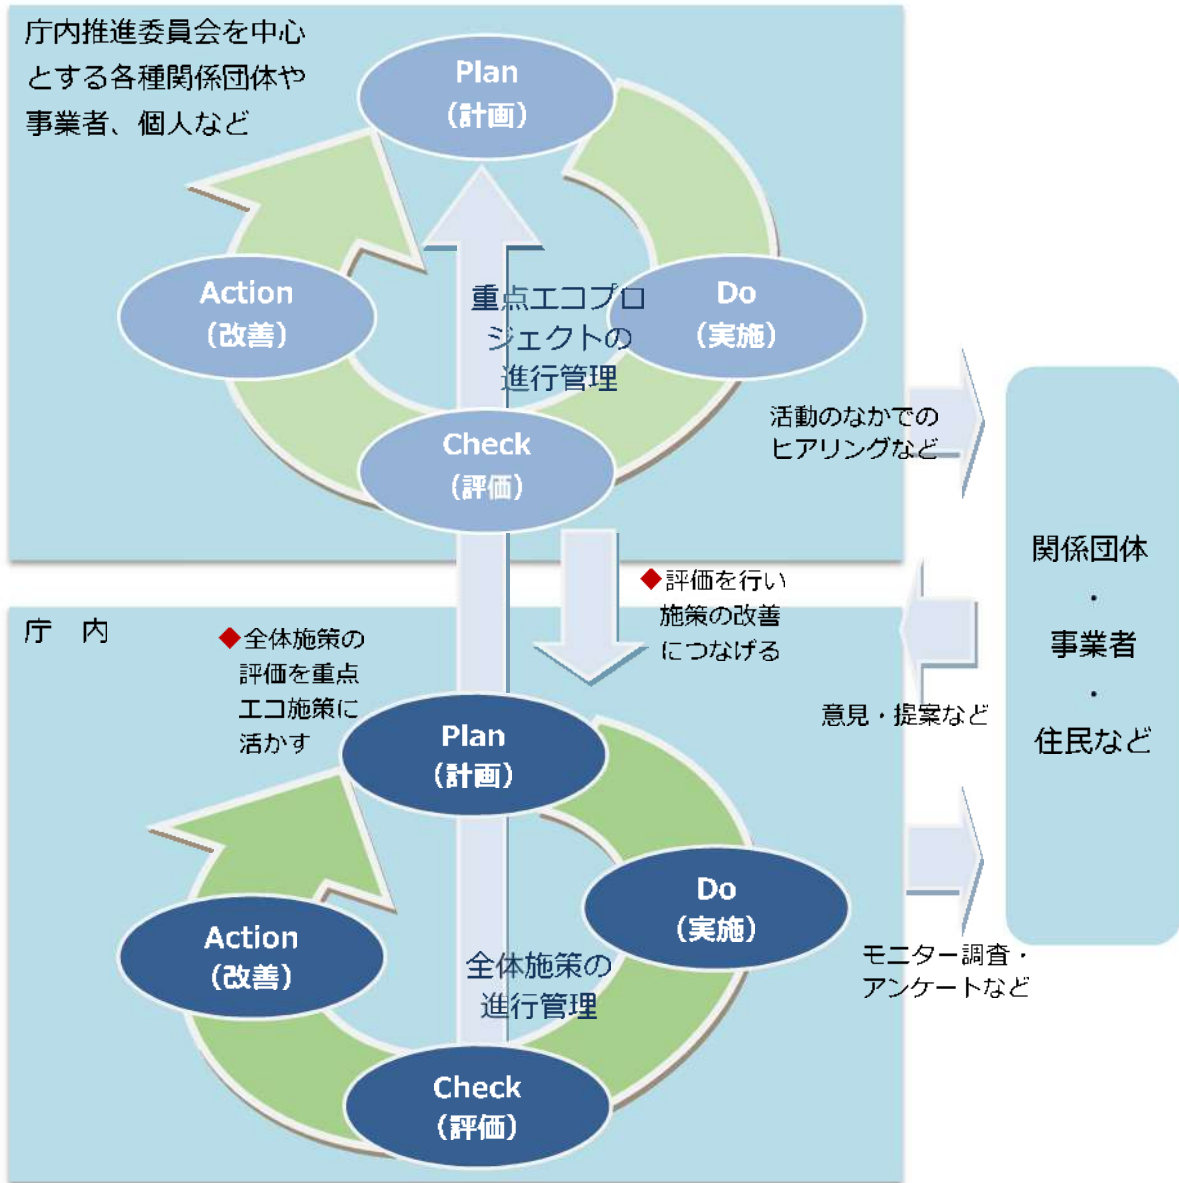 庁内推進委員会を中心
とする各種関係団体や
事業者、個人など
Plan
（計画）
Action
（改善）
Do
（実施）
重点エコプロ
ジェクトの
進行管理
Check
（評価）
活動のなかでの
ヒアリングなど
◆評価を行い
施策の改善
につなげる
庁　内
◆全体施策の
評価を重点
エコ施策に
活かす
Plan
（計画）
Do
（実施）
Action
（改善）
全体施策の
進行管理
Check
（評価）
関係団体
・
事業者
・
住民など
意見・提案など
モニター調査・
アンケートなど